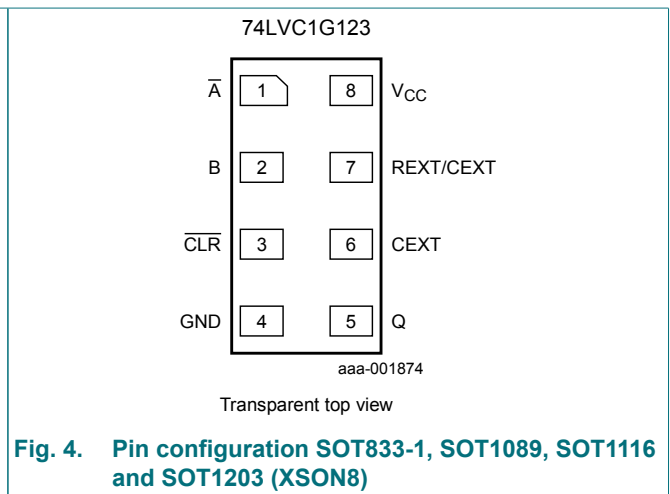 74LVC1G123
A̅ 1 8 VCC
B 2 7 REXT/CEXT
C̅L̅R̅ 3 6 CEXT
GND 4 5 Q
aaa-001874
Transparent top view
Fig. 4. Pin configuration SOT833-1, SOT1089, SOT1116
and SOT1203 (XSON8)